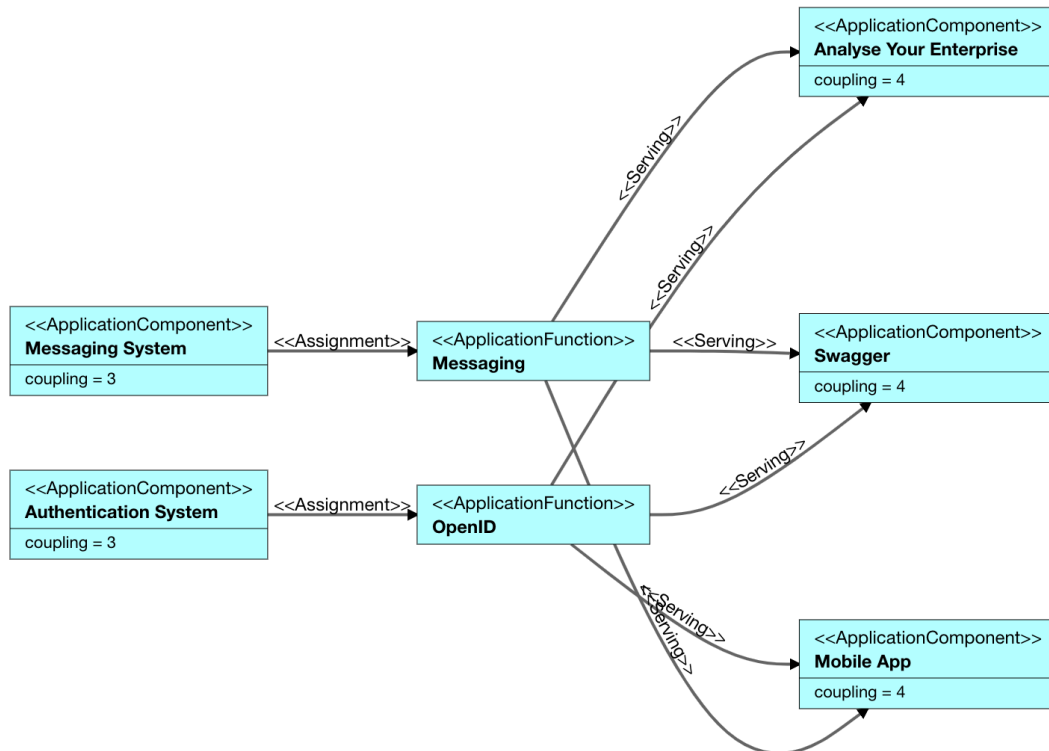 <<ApplicationComponent>>
Analyse Your Enterprise
coupling = 4
<<Serving>>
<<Serving>>
<<ApplicationComponent>>
Messaging System
coupling = 3
<<Assignment>>
<<ApplicationFunction>>
Messaging
<<Serving>>
<<ApplicationComponent>>
Swagger
coupling = 4
<<ApplicationComponent>>
Authentication System
coupling = 3
<<Assignment>>
<<ApplicationFunction>>
OpenID
<<Serving>>
<<Serving>>
<<Serving>>
<<ApplicationComponent>>
Mobile App
coupling = 4